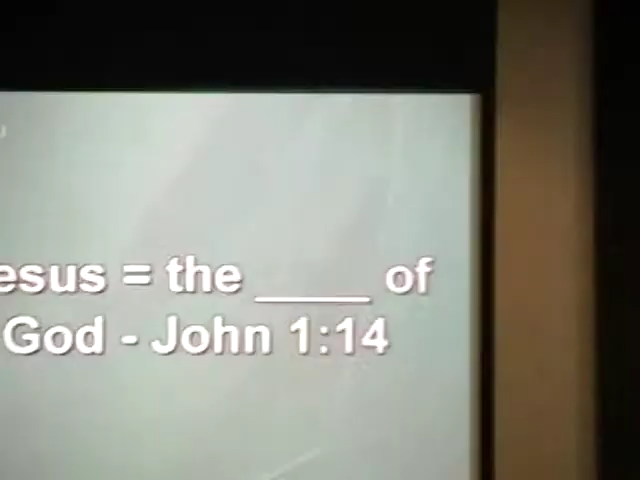 esus = the ____ of
God - John 1:14